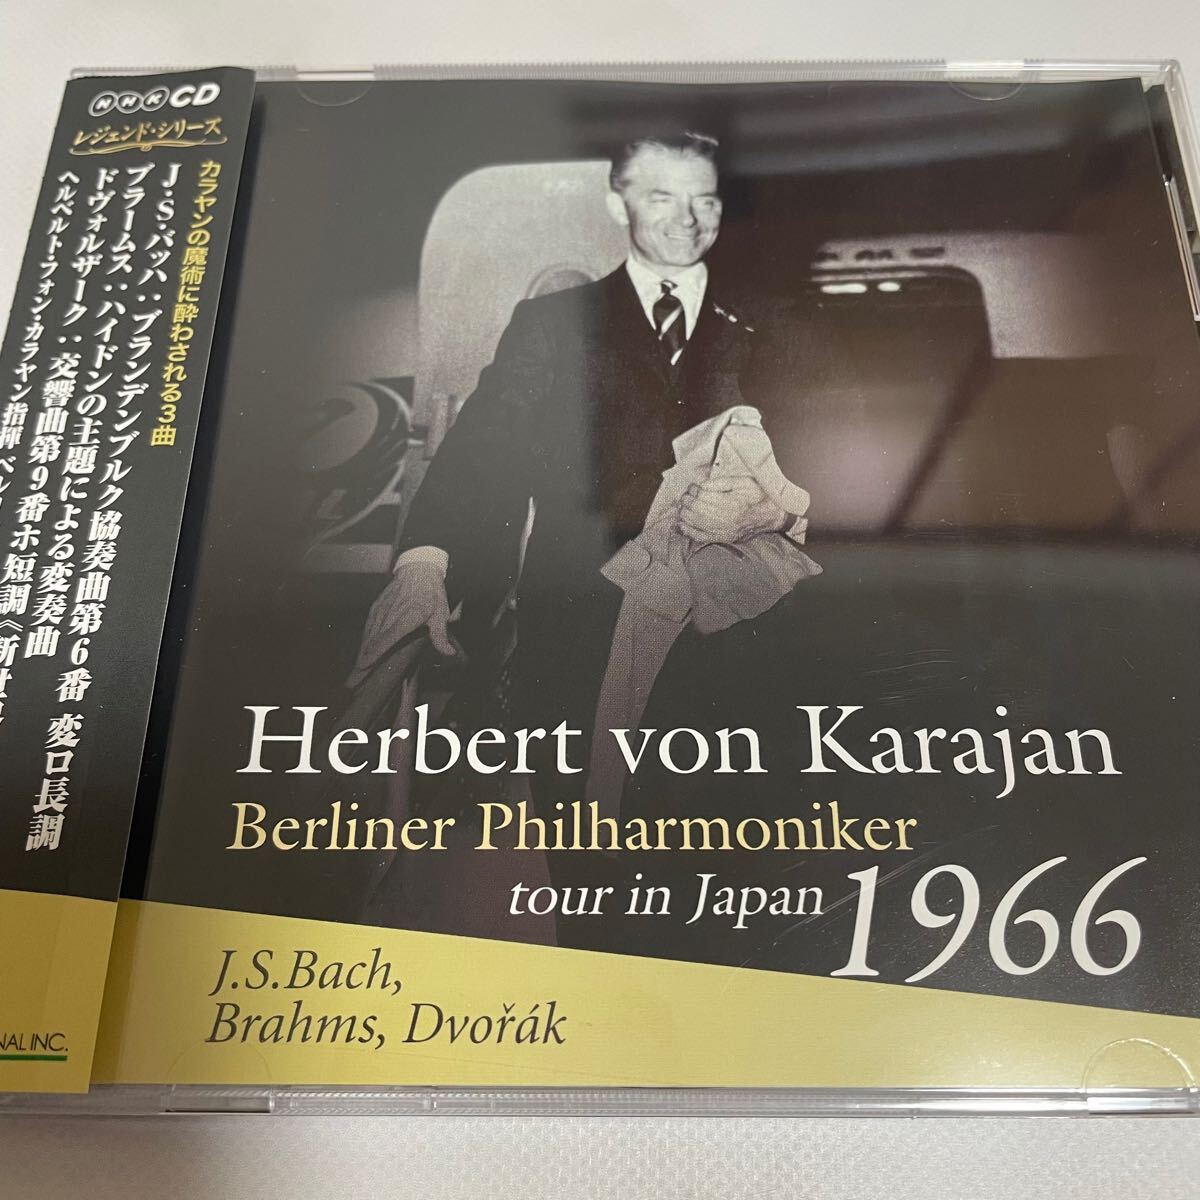 NHK CD
レジェンド・シリーズ
カラヤンの魔術に酔わされる3曲
J・S・バッハ：ブランデンブルク協奏曲第6番 変ロ長調
ブラームス：ハイドンの主題による変奏曲
ドヴォルザーク：交響曲第9番ホ短調《新世
ヘルベルト・フォン・カラヤン指揮 ベル
NAL INC.
Herbert von Karajan
Berliner Philharmoniker
tour in Japan 1966
J.S.Bach,
Brahms, Dvořák